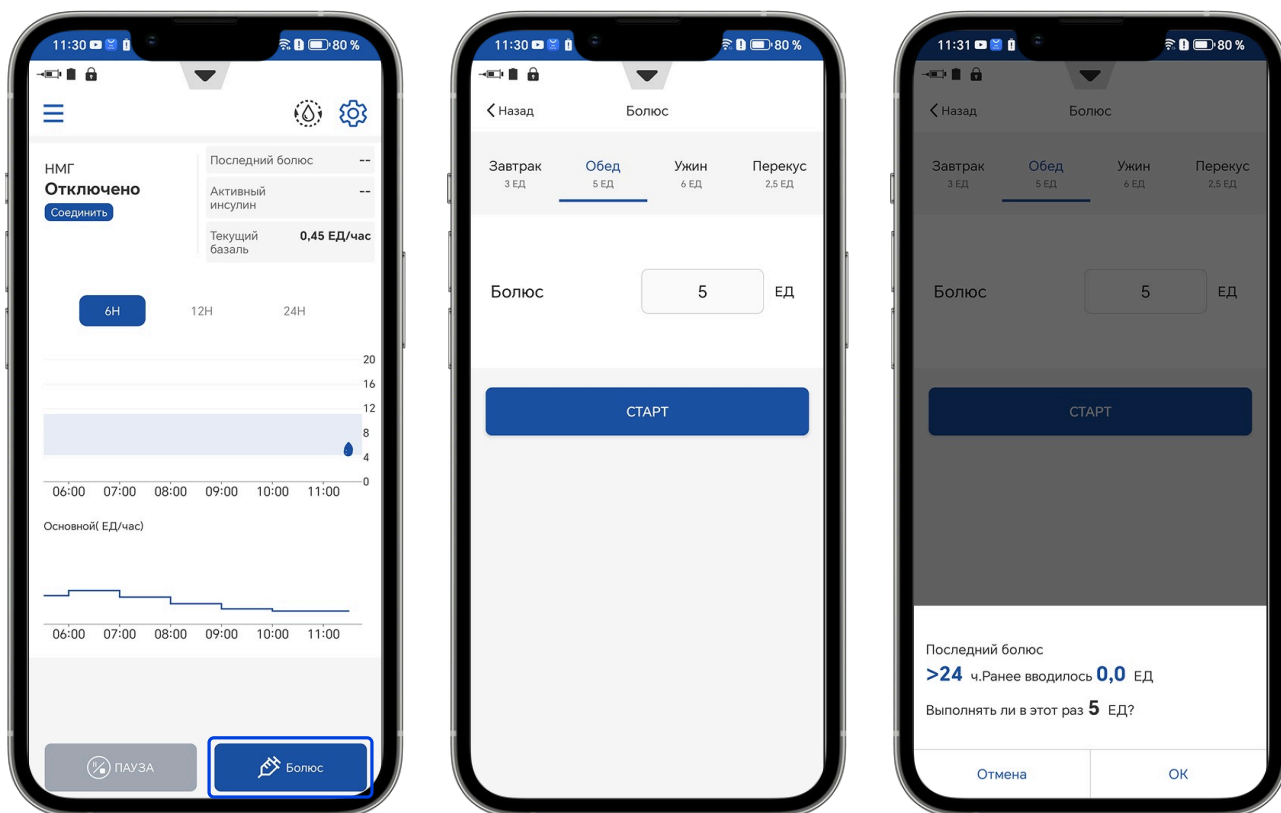 11:30
80 %
НМГ
Отключено
Соединить
Последний болюс --
Активный инсулин --
Текущий базаль 0,45 ЕД/час
6H 12H 24H
20
16
12
8
4
0
06:00 07:00 08:00 09:00 10:00 11:00
Основной( ЕД/час)
06:00 07:00 08:00 09:00 10:00 11:00
ПАУЗА
Болюс
11:30
80 %
Назад
Болюс
Завтрак Обед Ужин Перекус
3 ЕД 5 ЕД 6 ЕД 2,5 ЕД
Болюс 5 ЕД
СТАРТ
11:31
80 %
Назад
Болюс
Завтрак Обед Ужин Перекус
3 ЕД 5 ЕД 6 ЕД 2,5 ЕД
Болюс 5 ЕД
СТАРТ
Последний болюс
>24 ч.Ранее вводилось 0,0 ЕД
Выполнять ли в этот раз 5 ЕД?
Отмена OK